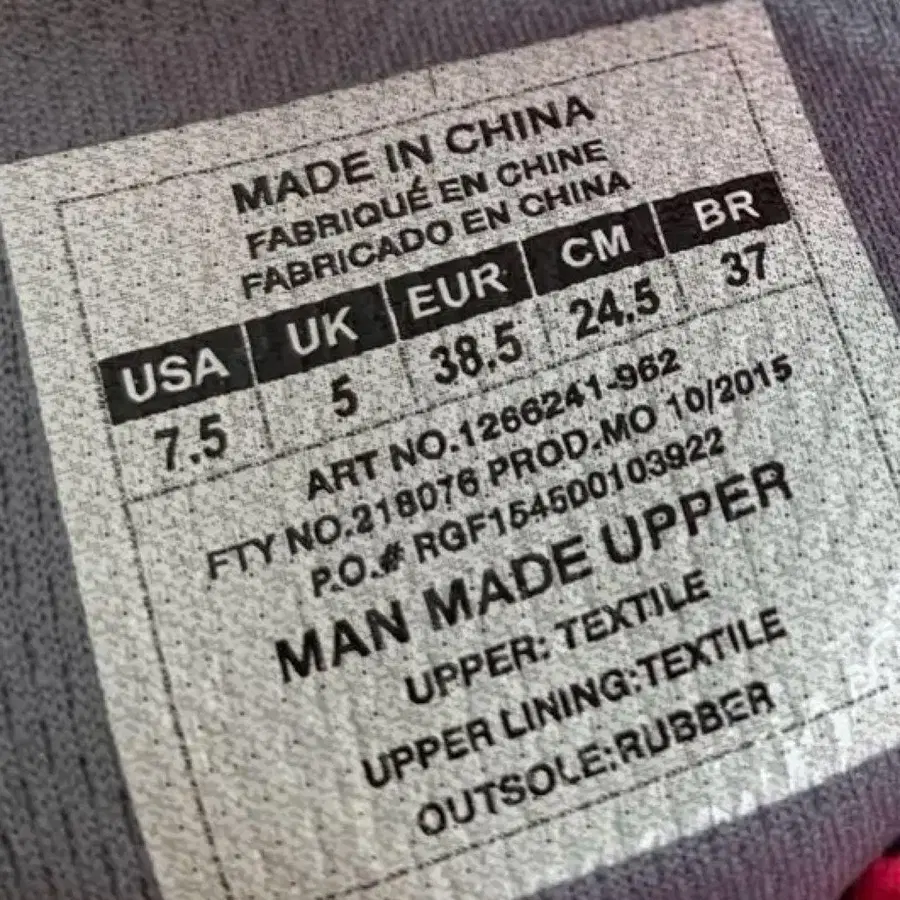 MADE IN CHINA
FABRIQUÉ EN CHINE
FABRICADO EN CHINA
USA UK EUR CM BR
7.5 5 38.5 24.5 37
ART NO.1266241-962
FTY NO.218076 PROD.MO 10/2015
P.O.# RGF154500103922
MAN MADE UPPER
UPPER: TEXTILE
UPPER LINING:TEXTILE
OUTSOLE:RUBBER